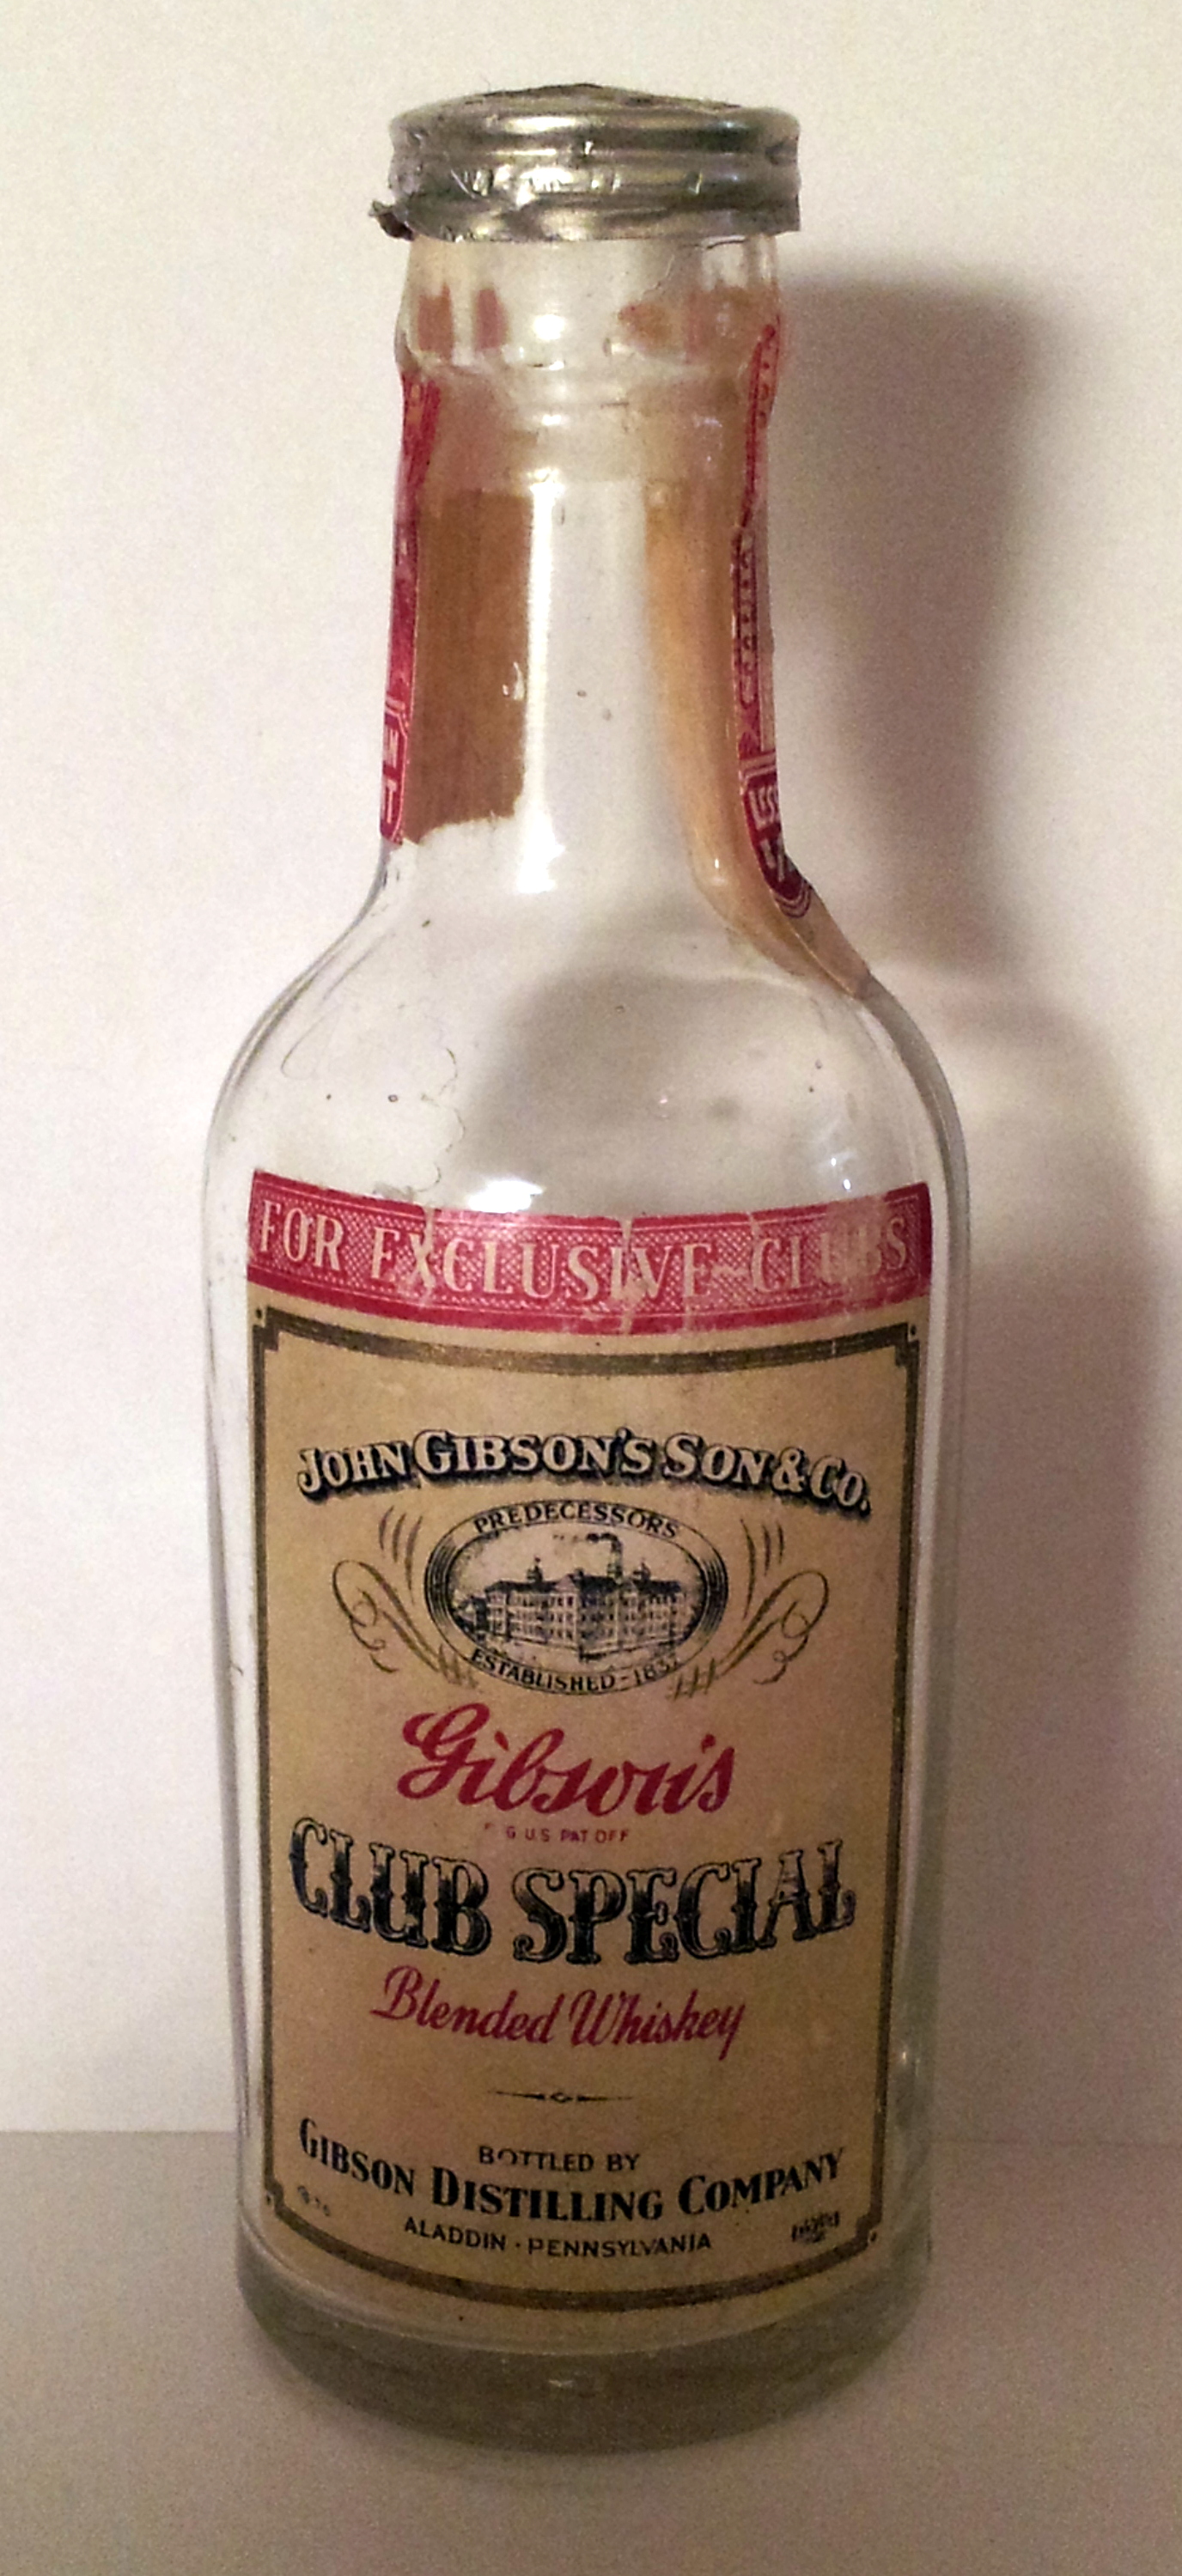 FOR EXCLUSIVE CLUBS
JOHN GIBSON'S SON & CO.
PREDECESSORS
ESTABLISHED - 1837
Gibson's
G U.S. PAT OFF
CLUB SPECIAL
Blended Whiskey
BOTTLED BY
GIBSON DISTILLING COMPANY
ALADDIN · PENNSYLVANIA